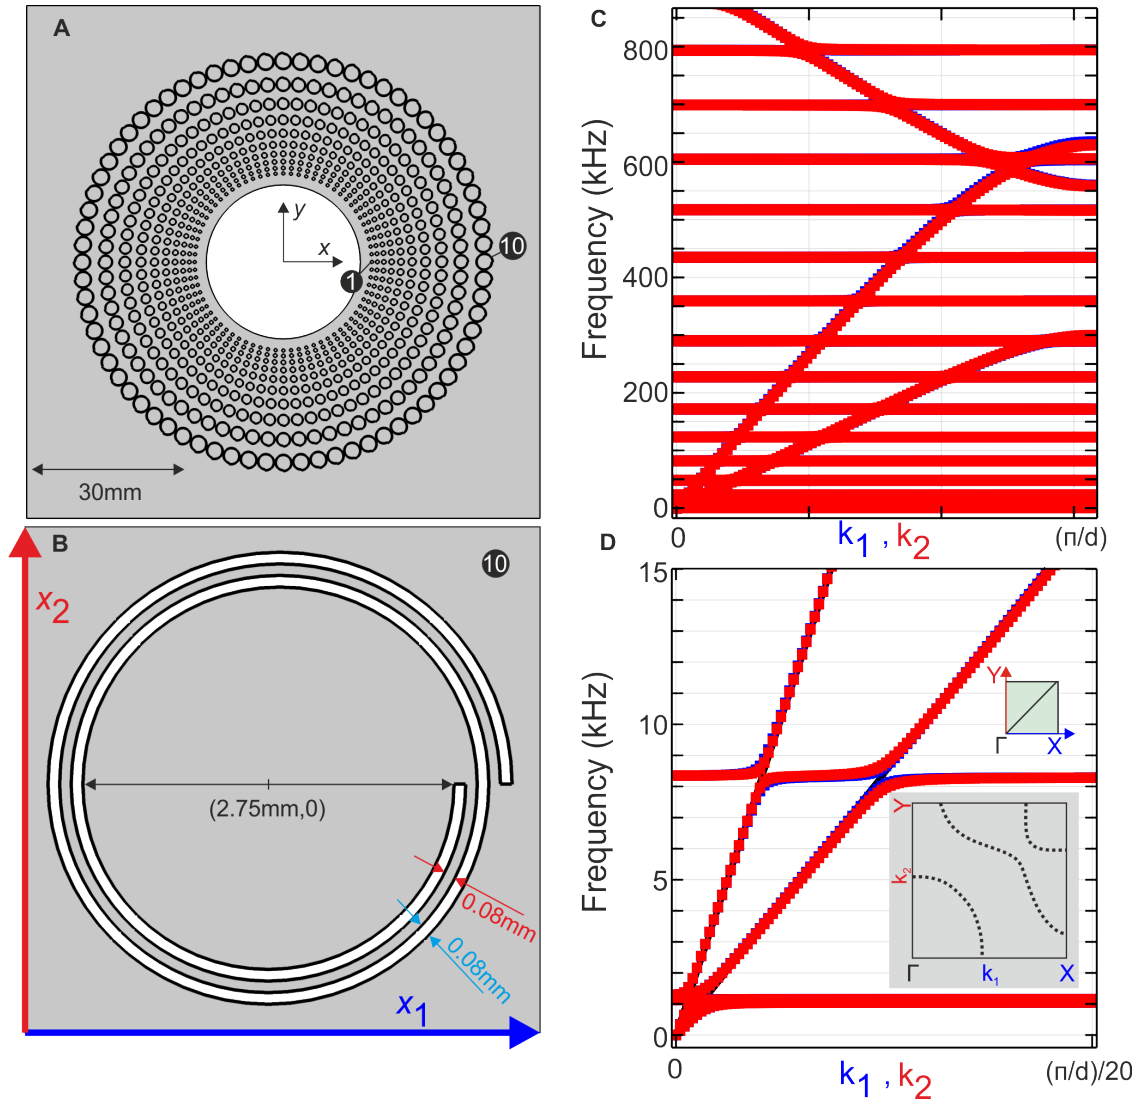 A
y
x
1
10
30mm
B
10
x2
(2.75mm,0)
0.08mm
0.08mm
x1
C
Frequency (kHz)
800
600
400
200
0
0
k1 , k2
(π/d)
D
Frequency (kHz)
15
10
5
0
Y
Γ
X
Y
k2
Γ
k1
X
0
k1 , k2
(π/d)/20